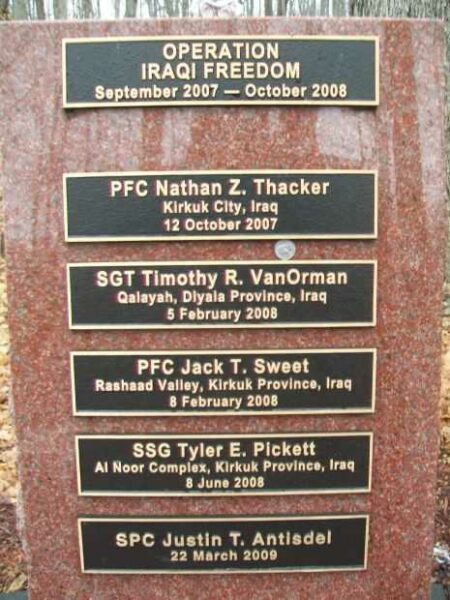 OPERATION
IRAQI FREEDOM
September 2007 — October 2008
PFC Nathan Z. Thacker
Kirkuk City, Iraq
12 October 2007
SGT Timothy R. VanOrman
Qalayah, Diyala Province, Iraq
5 February 2008
PFC Jack T. Sweet
Rashaad Valley, Kirkuk Province, Iraq
8 February 2008
SSG Tyler E. Pickett
Al Noor Complex, Kirkuk Province, Iraq
8 June 2008
SPC Justin T. Antisdel
22 March 2009